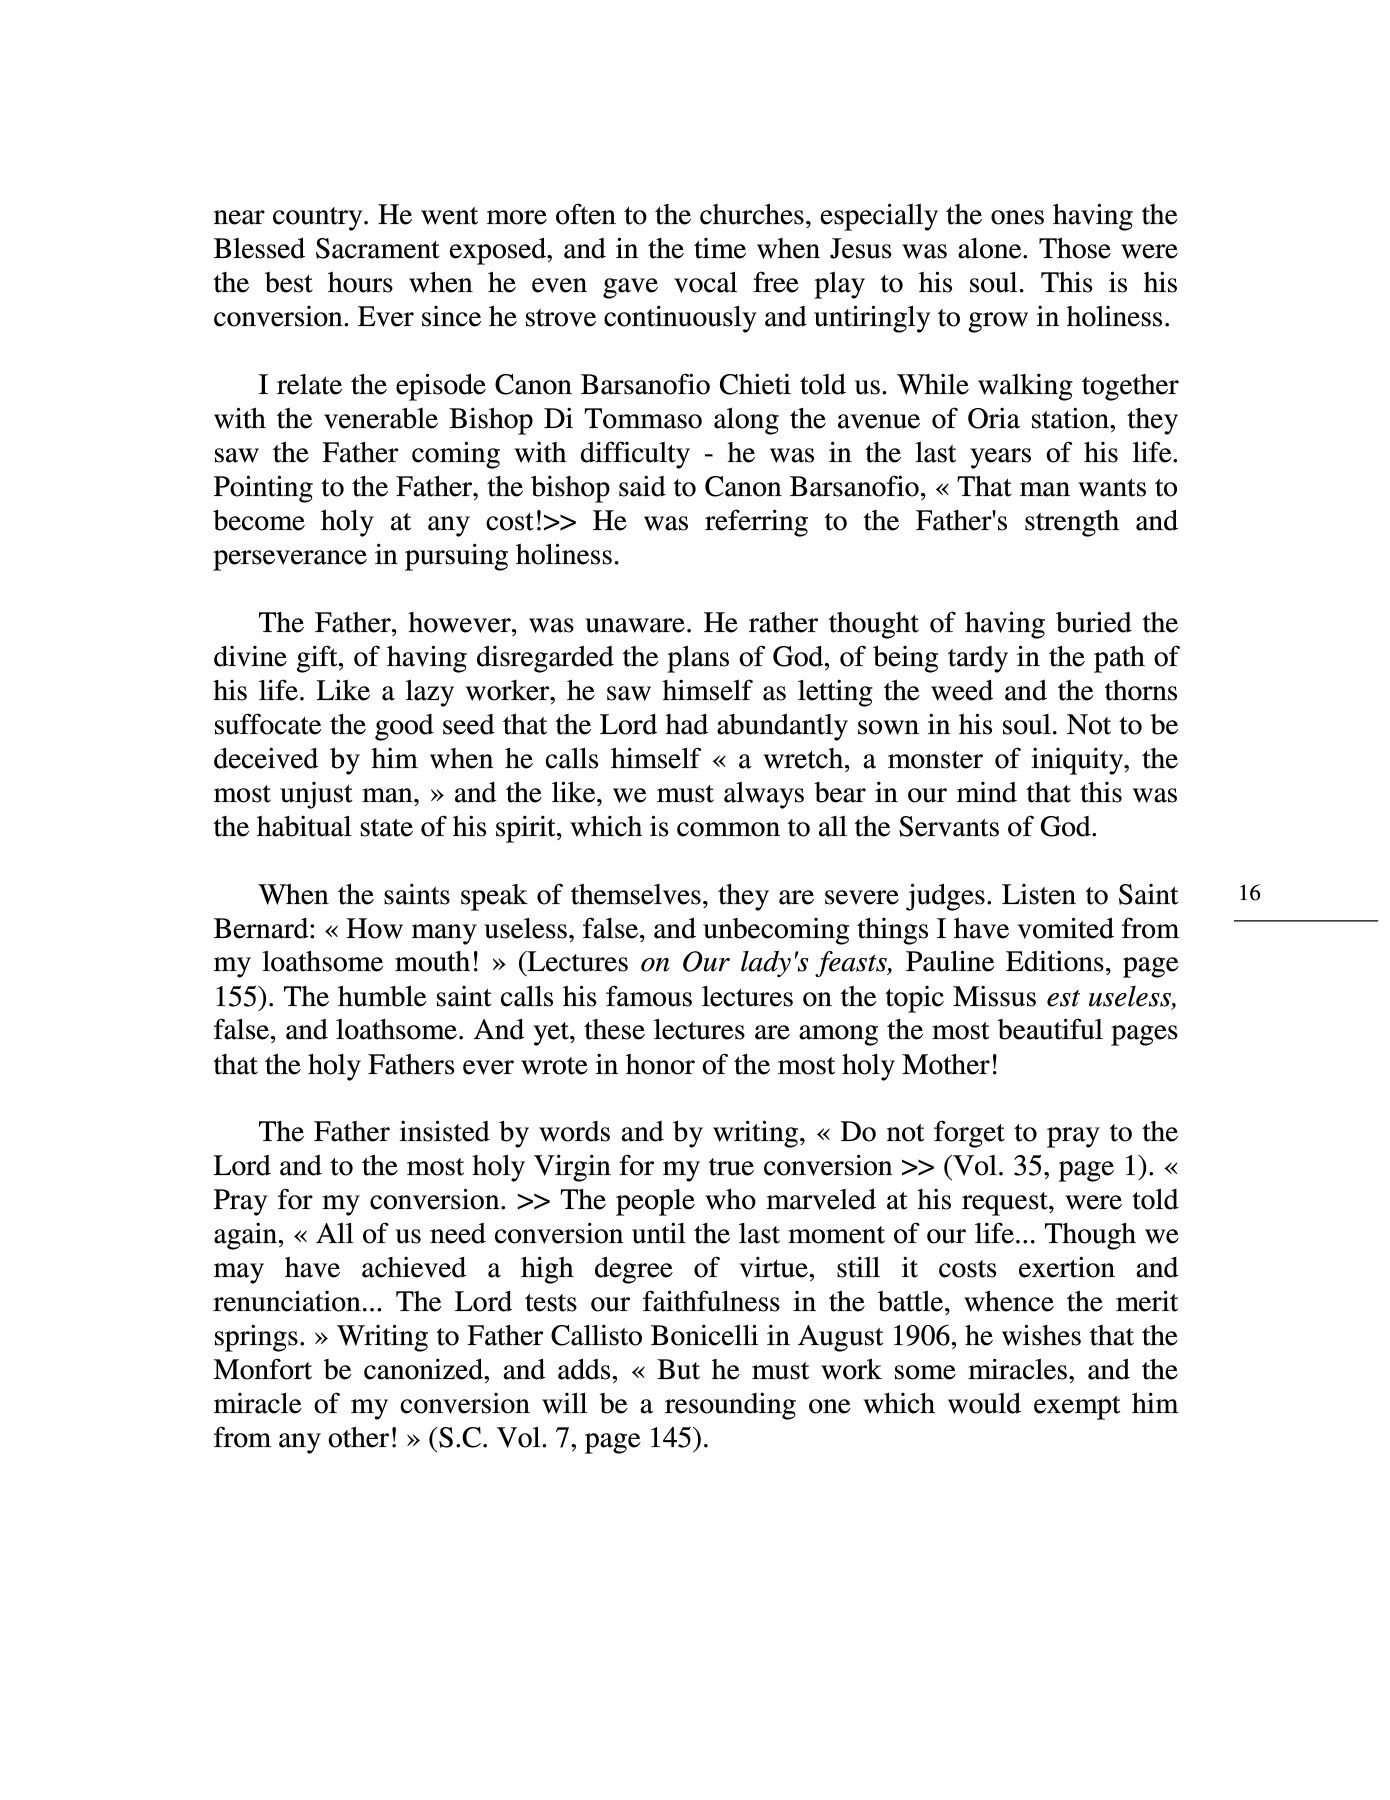 near country. He went more often to the churches, especially the ones having the
Blessed Sacrament exposed, and in the time when Jesus was alone. Those were
the best hours when he even gave vocal free play to his soul. This is his
conversion. Ever since he strove continuously and untiringly to grow in holiness.
I relate the episode Canon Barsanofio Chieti told us. While walking together
with the venerable Bishop Di Tommaso along the avenue of Oria station, they
saw the Father coming with difficulty - he was in the last years of his life.
Pointing to the Father, the bishop said to Canon Barsanofio, « That man wants to
become holy at any cost!>> He was referring to the Father's strength and
perseverance in pursuing holiness.
The Father, however, was unaware. He rather thought of having buried the
divine gift, of having disregarded the plans of God, of being tardy in the path of
his life. Like a lazy worker, he saw himself as letting the weed and the thorns
suffocate the good seed that the Lord had abundantly sown in his soul. Not to be
deceived by him when he calls himself « a wretch, a monster of iniquity, the
most unjust man, » and the like, we must always bear in our mind that this was
the habitual state of his spirit, which is common to all the Servants of God.
When the saints speak of themselves, they are severe judges. Listen to Saint
Bernard: « How many useless, false, and unbecoming things I have vomited from
my loathsome mouth! » (Lectures on Our lady's feasts, Pauline Editions, page
155). The humble saint calls his famous lectures on the topic Missus est useless,
false, and loathsome. And yet, these lectures are among the most beautiful pages
that the holy Fathers ever wrote in honor of the most holy Mother!
The Father insisted by words and by writing, « Do not forget to pray to the
Lord and to the most holy Virgin for my true conversion >> (Vol. 35, page 1). «
Pray for my conversion. >> The people who marveled at his request, were told
again, « All of us need conversion until the last moment of our life... Though we
may have achieved a high degree of virtue, still it costs exertion and
renunciation... The Lord tests our faithfulness in the battle, whence the merit
springs. » Writing to Father Callisto Bonicelli in August 1906, he wishes that the
Monfort be canonized, and adds, « But he must work some miracles, and the
miracle of my conversion will be a resounding one which would exempt him
from any other! » (S.C. Vol. 7, page 145).
16